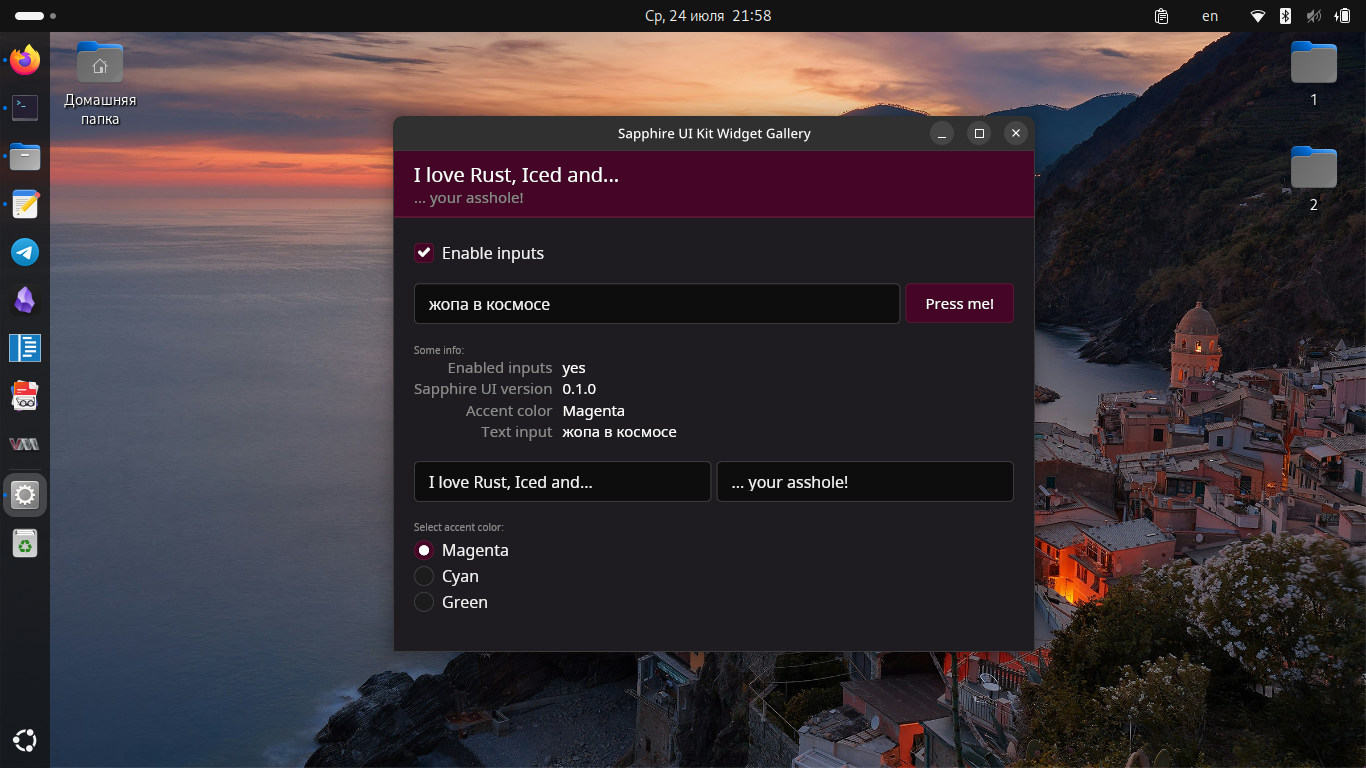 Ср, 24 июля 21:58
en
Домашняя
папка
1
2
Sapphire UI Kit Widget Gallery
I love Rust, Iced and...
... your asshole!
Enable inputs
жопа в космосе
Press me!
Some info:
Enabled inputs yes
Sapphire UI version 0.1.0
Accent color Magenta
Text input жопа в космосе
I love Rust, Iced and...
... your asshole!
Select accent color:
Magenta
Cyan
Green